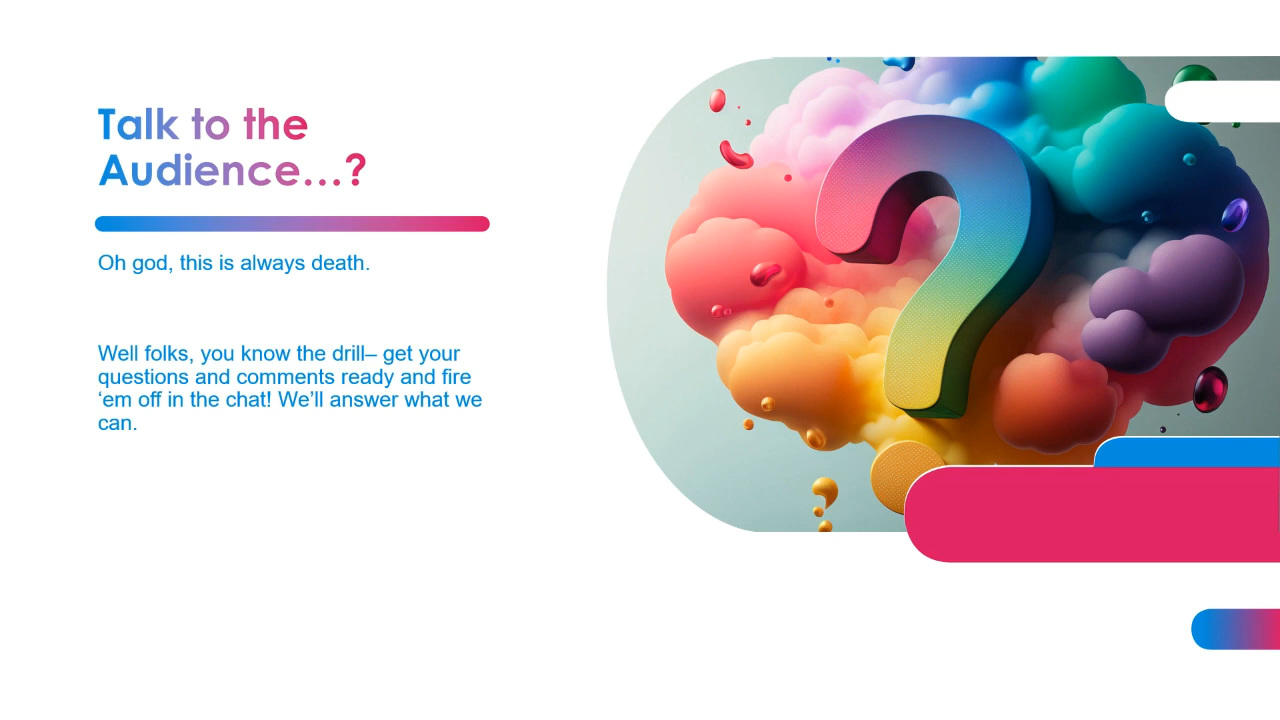 Talk to the
Audience…?
Oh god, this is always death.
Well folks, you know the drill– get your
questions and comments ready and fire
‘em off in the chat! We’ll answer what we
can.